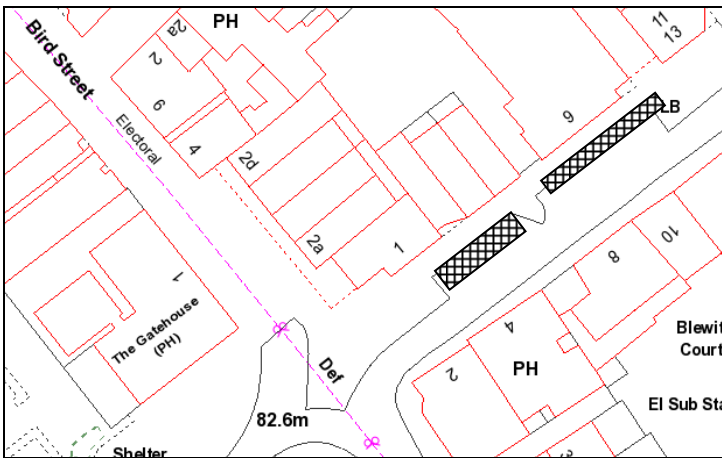 2a
PH
11
13
Bird Street
2
6
Electoral
4
2d
LB
9
2a
1
1
8
10
The Gatehouse
(PH)
4
Def
2
PH
Blewit
Court
82.6m
El Sub Sta
Shelter
3